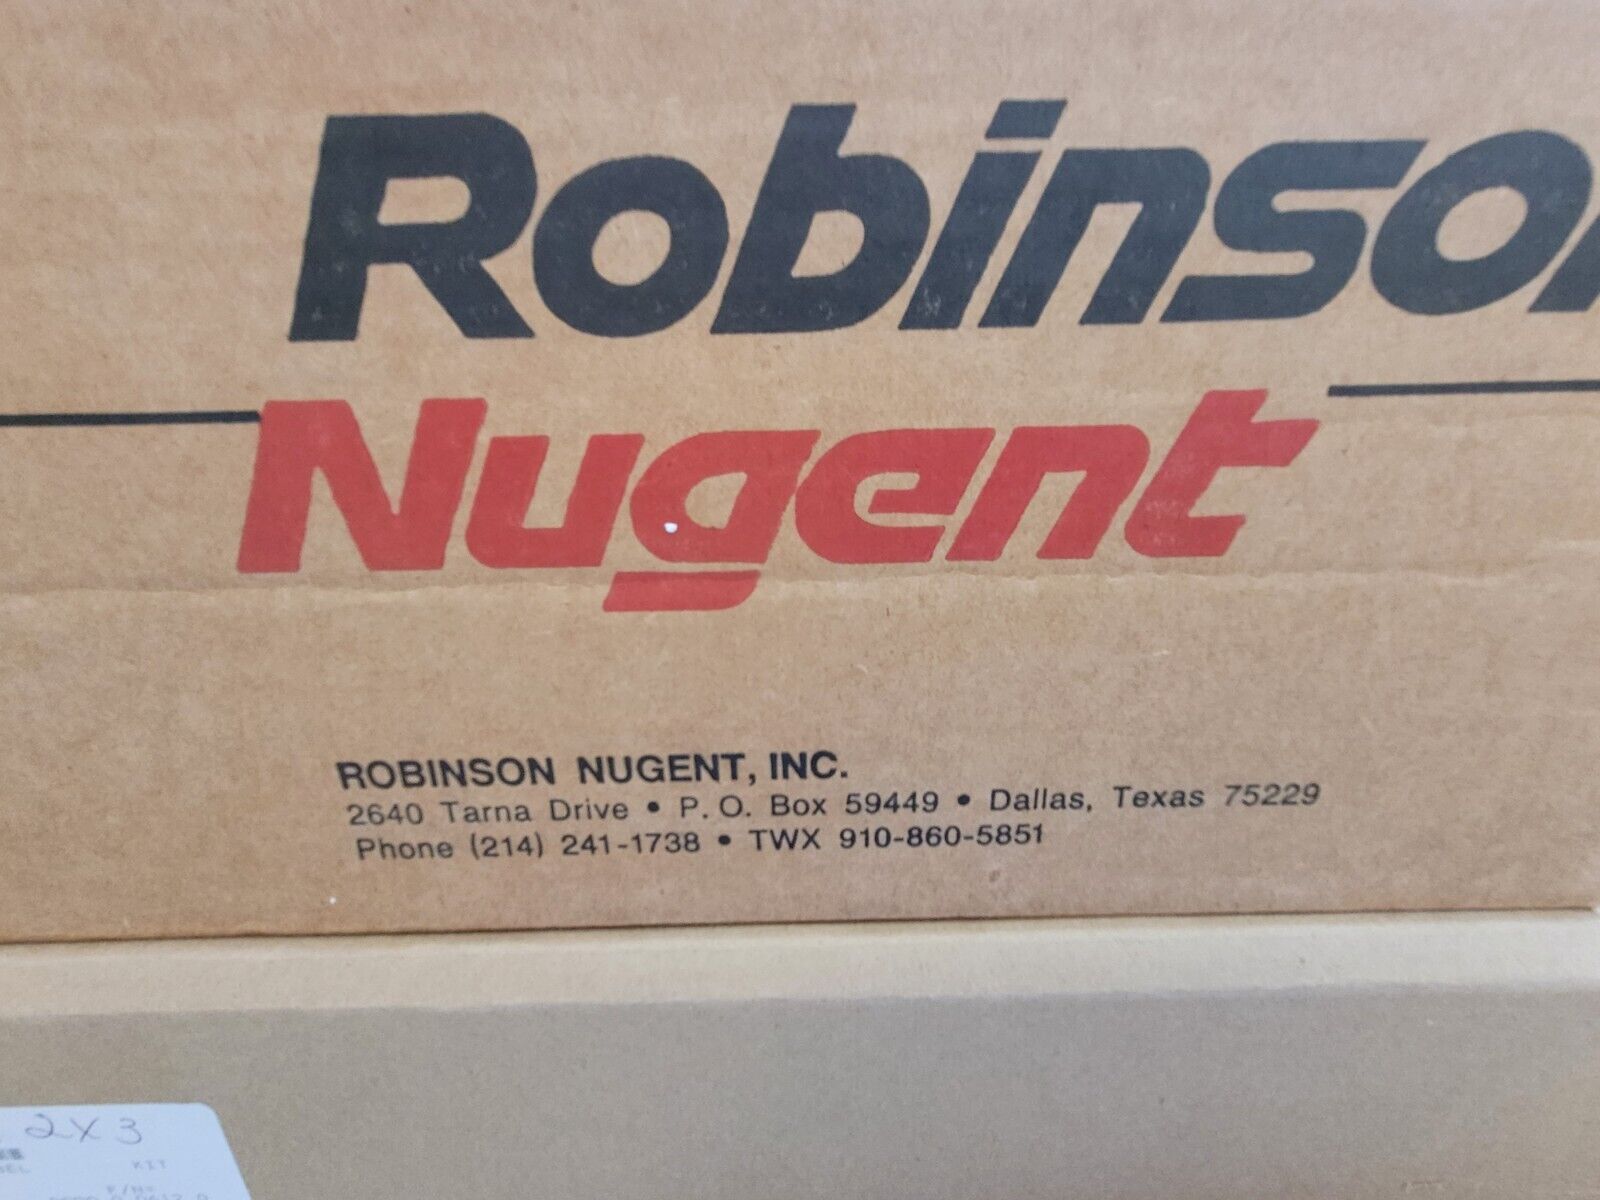 Robinson
Nugent
ROBINSON NUGENT, INC.
2640 Tarna Drive • P.O. Box 59449 • Dallas, Texas 75229
Phone (214) 241-1738 • TWX 910-860-5851
2X3
KIT
P/N=